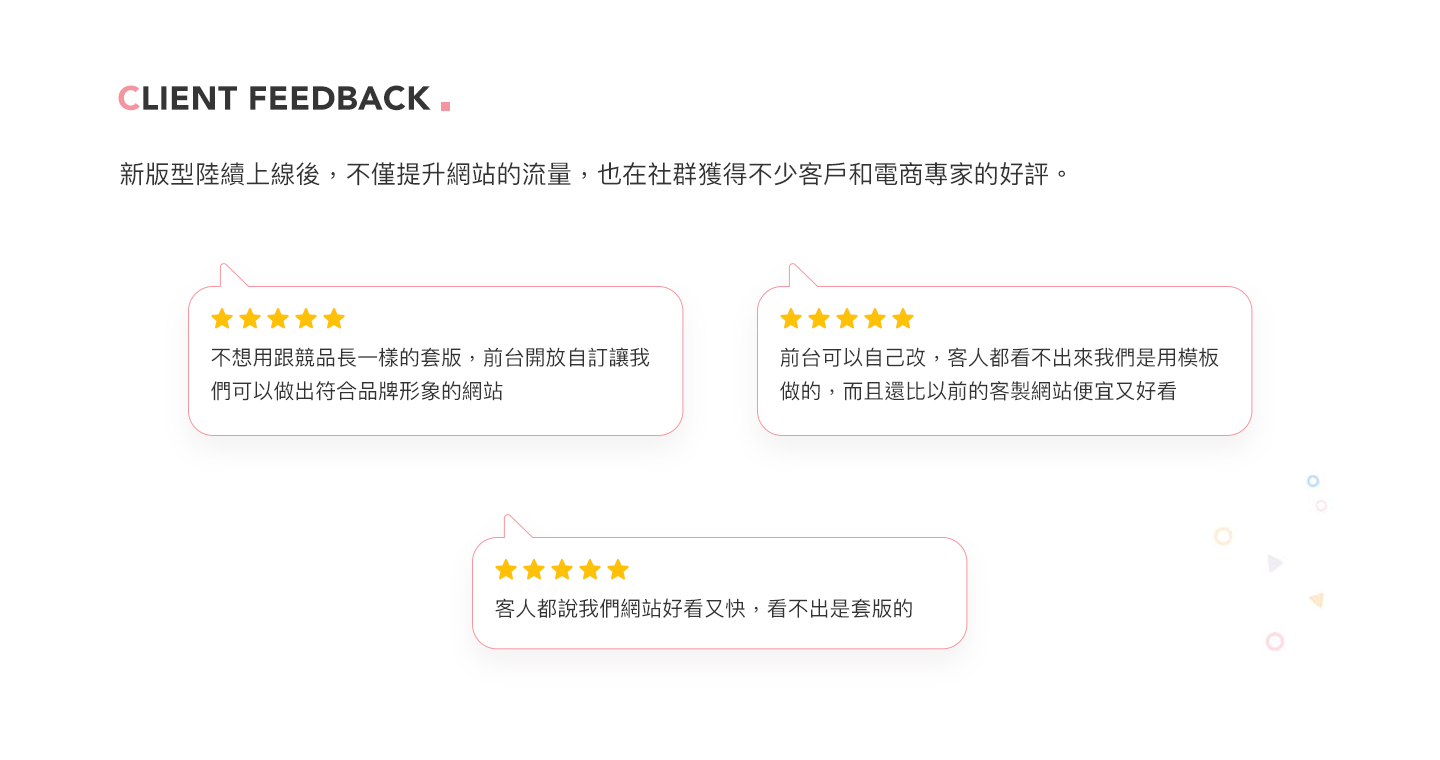 CLIENT FEEDBACK
新版型陸續上線後，不僅提升網站的流量，也在社群獲得不少客戶和電商專家的好評。
不想用跟競品長一樣的套版，前台開放自訂讓我
們可以做出符合品牌形象的網站
前台可以自己改，客人都看不出來我們是用模板
做的，而且還比以前的客製網站便宜又好看
客人都說我們網站好看又快，看不出是套版的